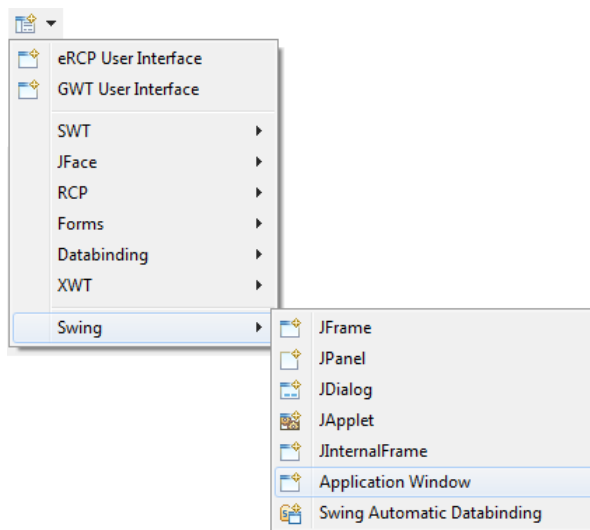 eRCP User Interface
GWT User Interface
SWT
JFace
RCP
Forms
Databinding
XWT
Swing
JFrame
JPanel
JDialog
JApplet
JInternalFrame
Application Window
Swing Automatic Databinding